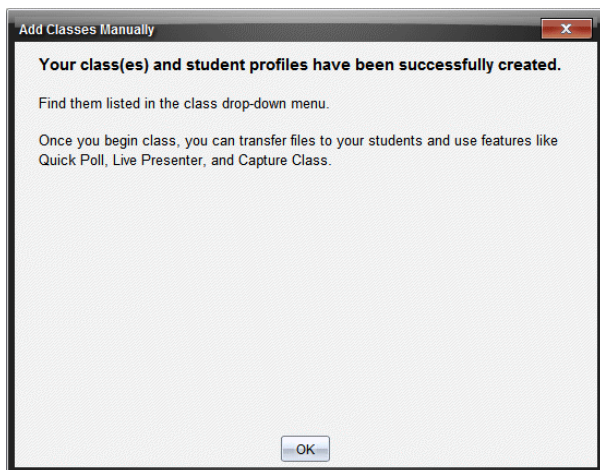 Add Classes Manually
Your class(es) and student profiles have been successfully created.
Find them listed in the class drop-down menu.
Once you begin class, you can transfer files to your students and use features like
Quick Poll, Live Presenter, and Capture Class.
OK